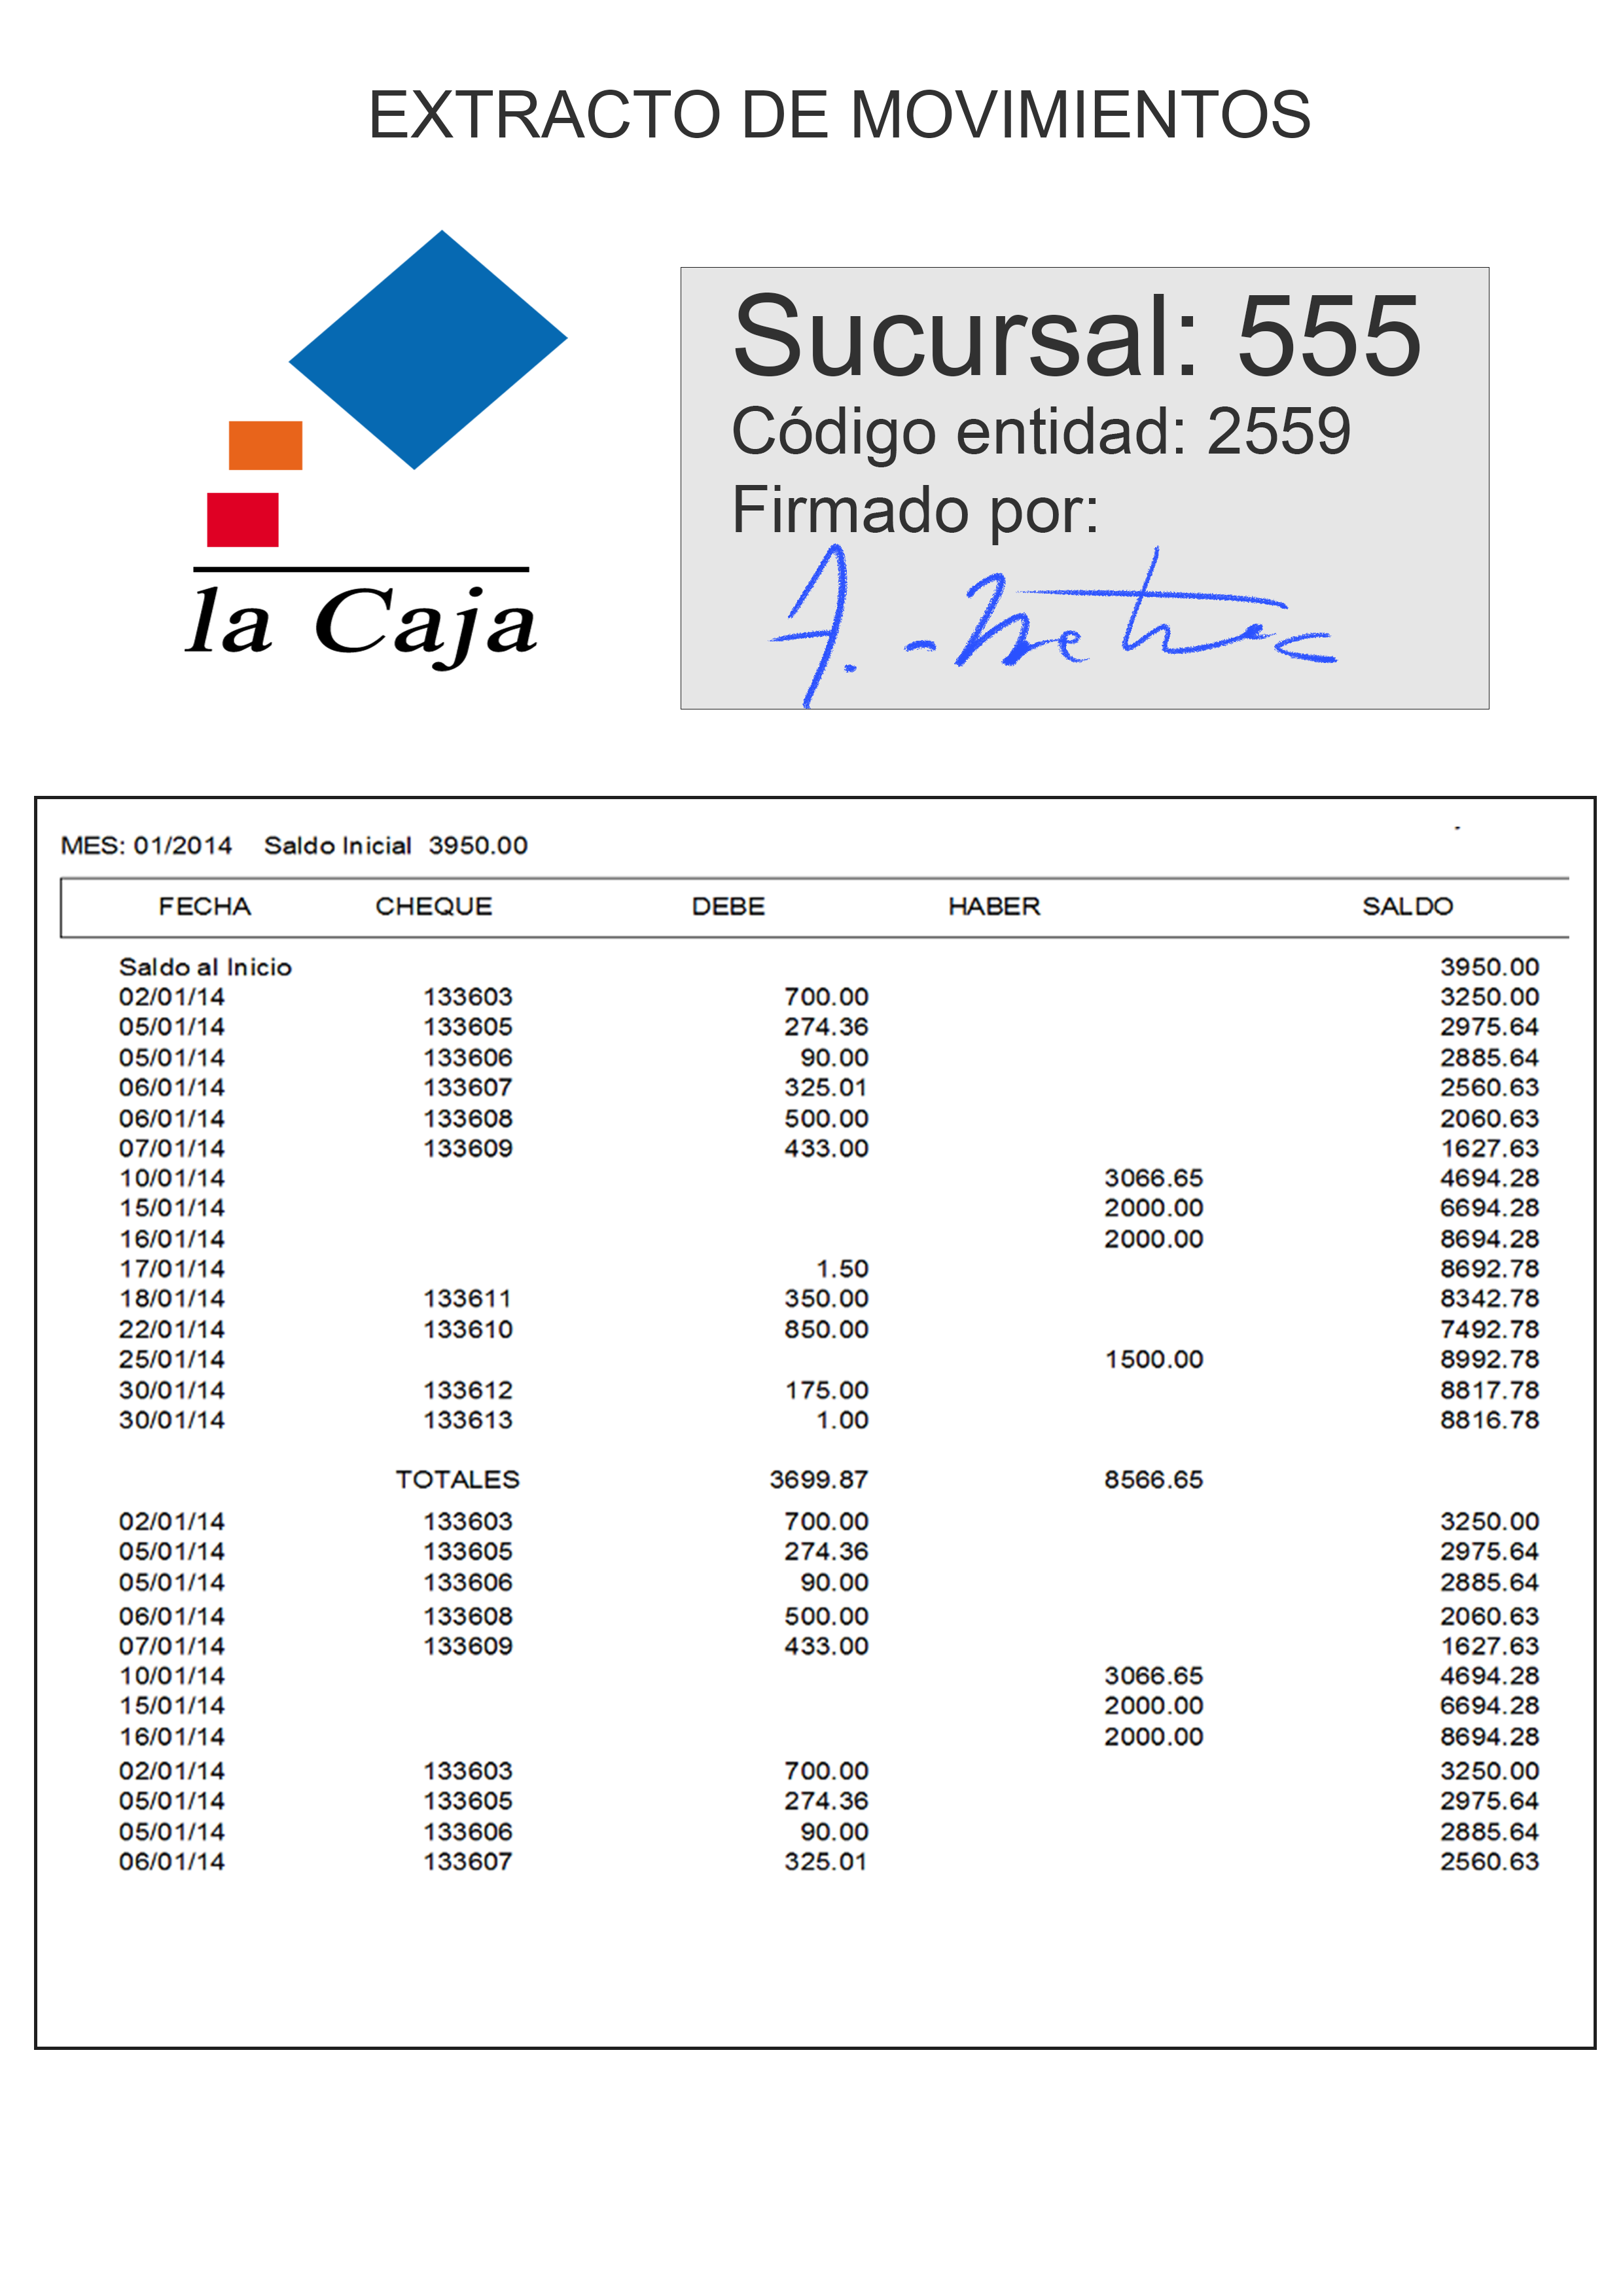 EXTRACTO DE MOVIMIENTOS
la Caja
Sucursal: 555
Código entidad: 2559
Firmado por:
MES: 01/2014 Saldo Inicial 3950.00
FECHA CHEQUE DEBE HABER SALDO
Saldo al Inicio 3950.00
02/01/14 133603 700.00 3250.00
05/01/14 133605 274.36 2975.64
05/01/14 133606 90.00 2885.64
06/01/14 133607 325.01 2560.63
06/01/14 133608 500.00 2060.63
07/01/14 133609 433.00 1627.63
10/01/14 3066.65 4694.28
15/01/14 2000.00 6694.28
16/01/14 2000.00 8694.28
17/01/14 1.50 8692.78
18/01/14 133611 350.00 8342.78
22/01/14 133610 850.00 7492.78
25/01/14 1500.00 8992.78
30/01/14 133612 175.00 8817.78
30/01/14 133613 1.00 8816.78
TOTALES 3699.87 8566.65
02/01/14 133603 700.00 3250.00
05/01/14 133605 274.36 2975.64
05/01/14 133606 90.00 2885.64
06/01/14 133608 500.00 2060.63
07/01/14 133609 433.00 1627.63
10/01/14 3066.65 4694.28
15/01/14 2000.00 6694.28
16/01/14 2000.00 8694.28
02/01/14 133603 700.00 3250.00
05/01/14 133605 274.36 2975.64
05/01/14 133606 90.00 2885.64
06/01/14 133607 325.01 2560.63